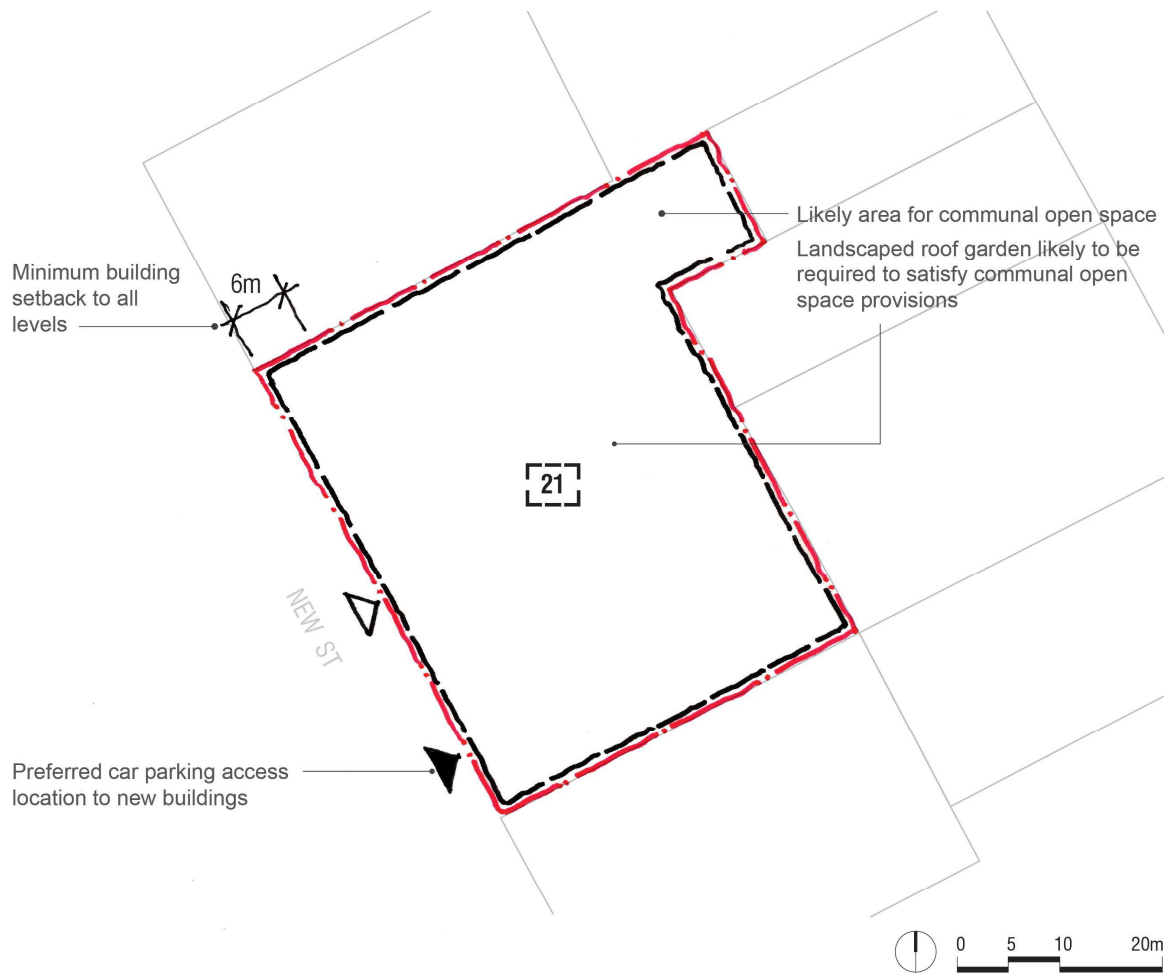 Likely area for communal open space
Landscaped roof garden likely to be
required to satisfy communal open
space provisions
Minimum building
setback to all
levels
6m
21
NEW ST
Preferred car parking access
location to new buildings
0 5 10 20m